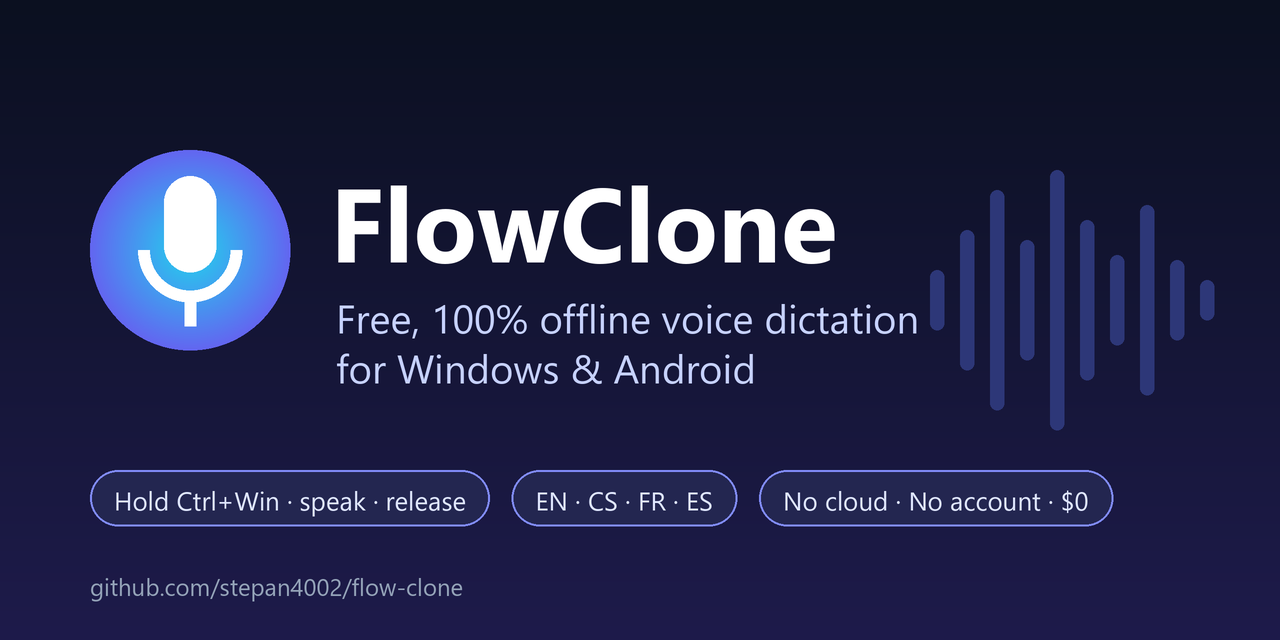 FlowClone
Free, 100% offline voice dictation
for Windows & Android
Hold Ctrl+Win · speak · release
EN · CS · FR · ES
No cloud · No account · $0
github.com/stepan4002/flow-clone